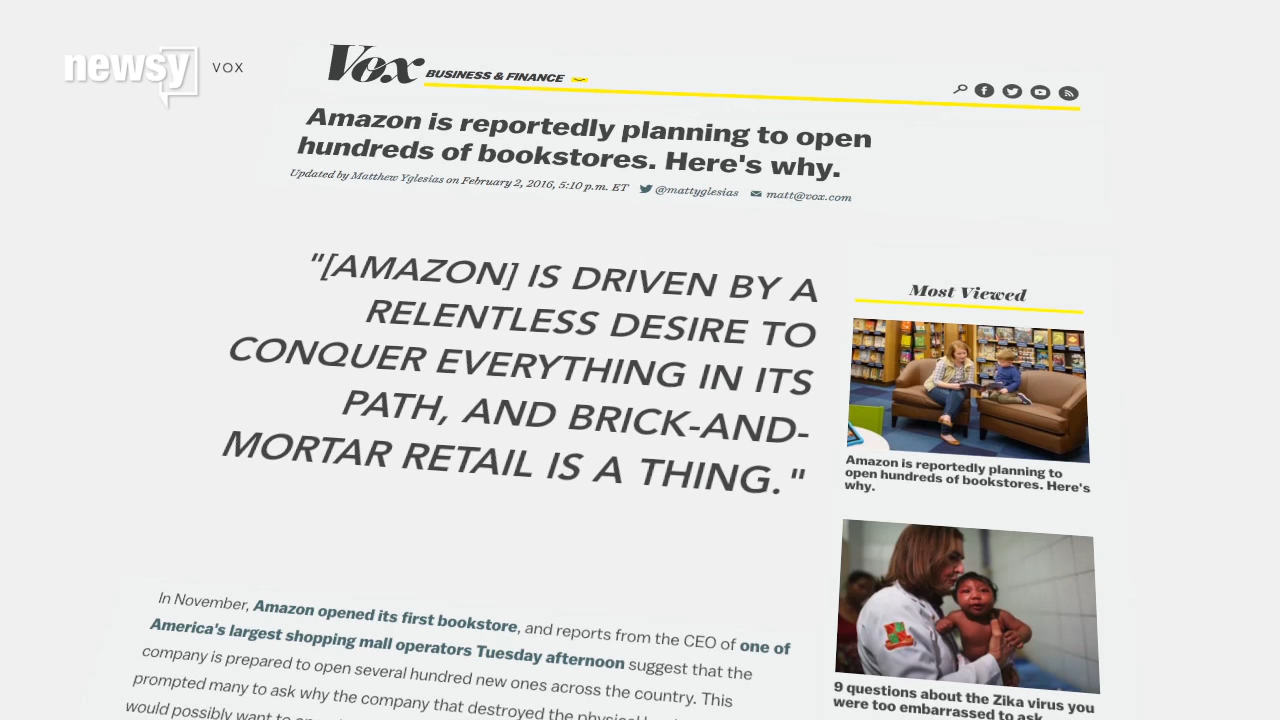 newsy
VOX
Vox BUSINESS & FINANCE
Amazon is reportedly planning to open
hundreds of bookstores. Here's why.
Updated by Matthew Yglesias on February 2, 2016, 5:10 p.m. ET @mattyglesias matt@vox.com
"[AMAZON] IS DRIVEN BY A
RELENTLESS DESIRE TO
CONQUER EVERYTHING IN ITS
PATH, AND BRICK-AND-
MORTAR RETAIL IS A THING."
In November, Amazon opened its first bookstore, and reports from the CEO of one of
America's largest shopping mall operators Tuesday afternoon suggest that the
company is prepared to open several hundred new ones across the country. This
prompted many to ask why the company that destroyed the physical
would possibly want to
Most Viewed
Amazon is reportedly planning to
open hundreds of bookstores. Here's
why.
9 questions about the Zika virus you
were too embarrassed to ask